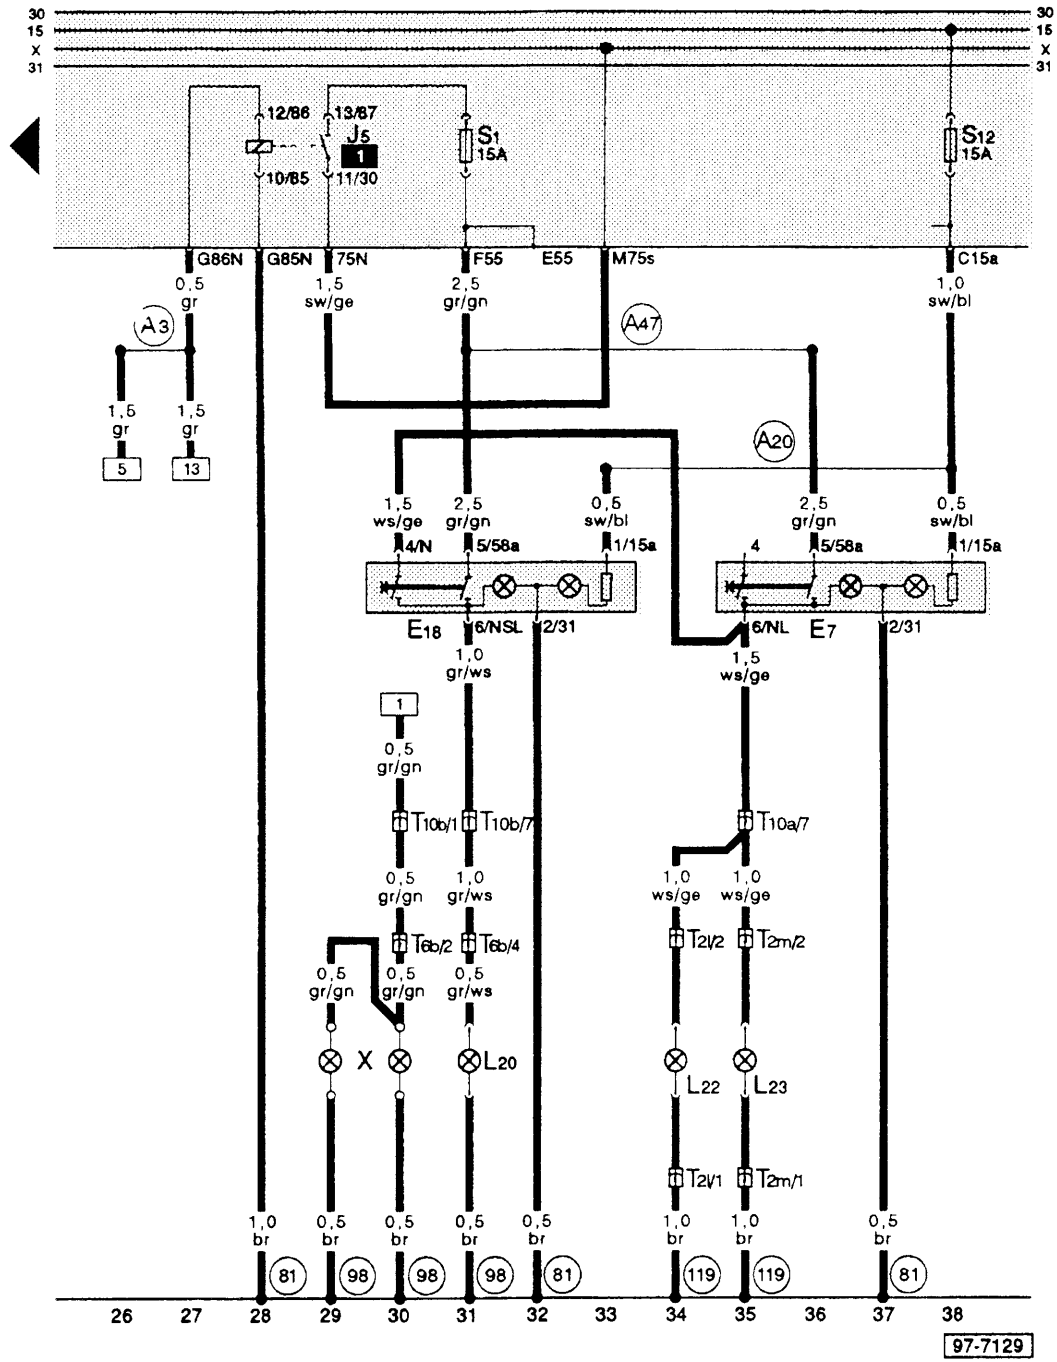 30 30
15 15
X X
31 31
12/86 13/87
J5 S1 S12
1 15A 15A
10/85 11/30
G86N G85N 75N F55 E55 M75s C15a
0,5 1,5 2,5 1,0
gr sw/ge gr/gn sw/bl
A3 A47
1,5 1,5
gr gr
A20
5 13
1,5 2,5 0,5 2,5 0,5
ws/ge gr/gn sw/bl gr/gn sw/bl
4/N 5/58a 1/15a 4 5/58a 1/15a
E18 6/NSL 2/31 6/NL E7 2/31
1,0 1,5
gr/ws ws/ge
1
0,5
gr/gn
T10b/1 T10b/7 T10a/7
0,5 1,0 1,0 1,0
gr/gn gr/ws ws/ge ws/ge
T6b/2 T6b/4 T2l/2 T2m/2
0,5 0,5 0,5
gr/gn gr/gn gr/ws
X L20
L22 L23
T2l/1 T2m/1
1,0 0,5 0,5 0,5 0,5 1,0 1,0 0,5
br br br br br br br br
81 98 98 98 81 119 119 81
26 27 28 29 30 31 32 33 34 35 36 37 38
97-7129